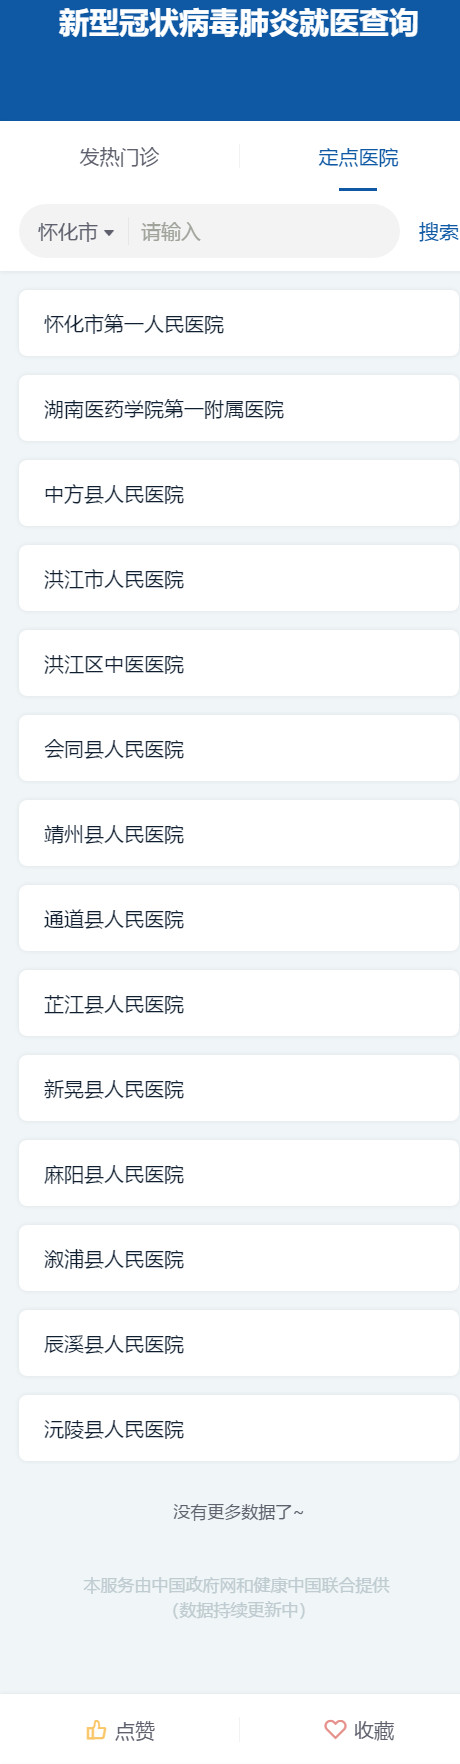 新型冠状病毒肺炎就医查询
发热门诊 定点医院
怀化市 请输入 搜索
怀化市第一人民医院
湖南医药学院第一附属医院
中方县人民医院
洪江市人民医院
洪江区中医医院
会同县人民医院
靖州县人民医院
通道县人民医院
芷江县人民医院
新晃县人民医院
麻阳县人民医院
溆浦县人民医院
辰溪县人民医院
沅陵县人民医院
没有更多数据了~
本服务由中国政府网和健康中国联合提供
（数据持续更新中）
点赞 收藏